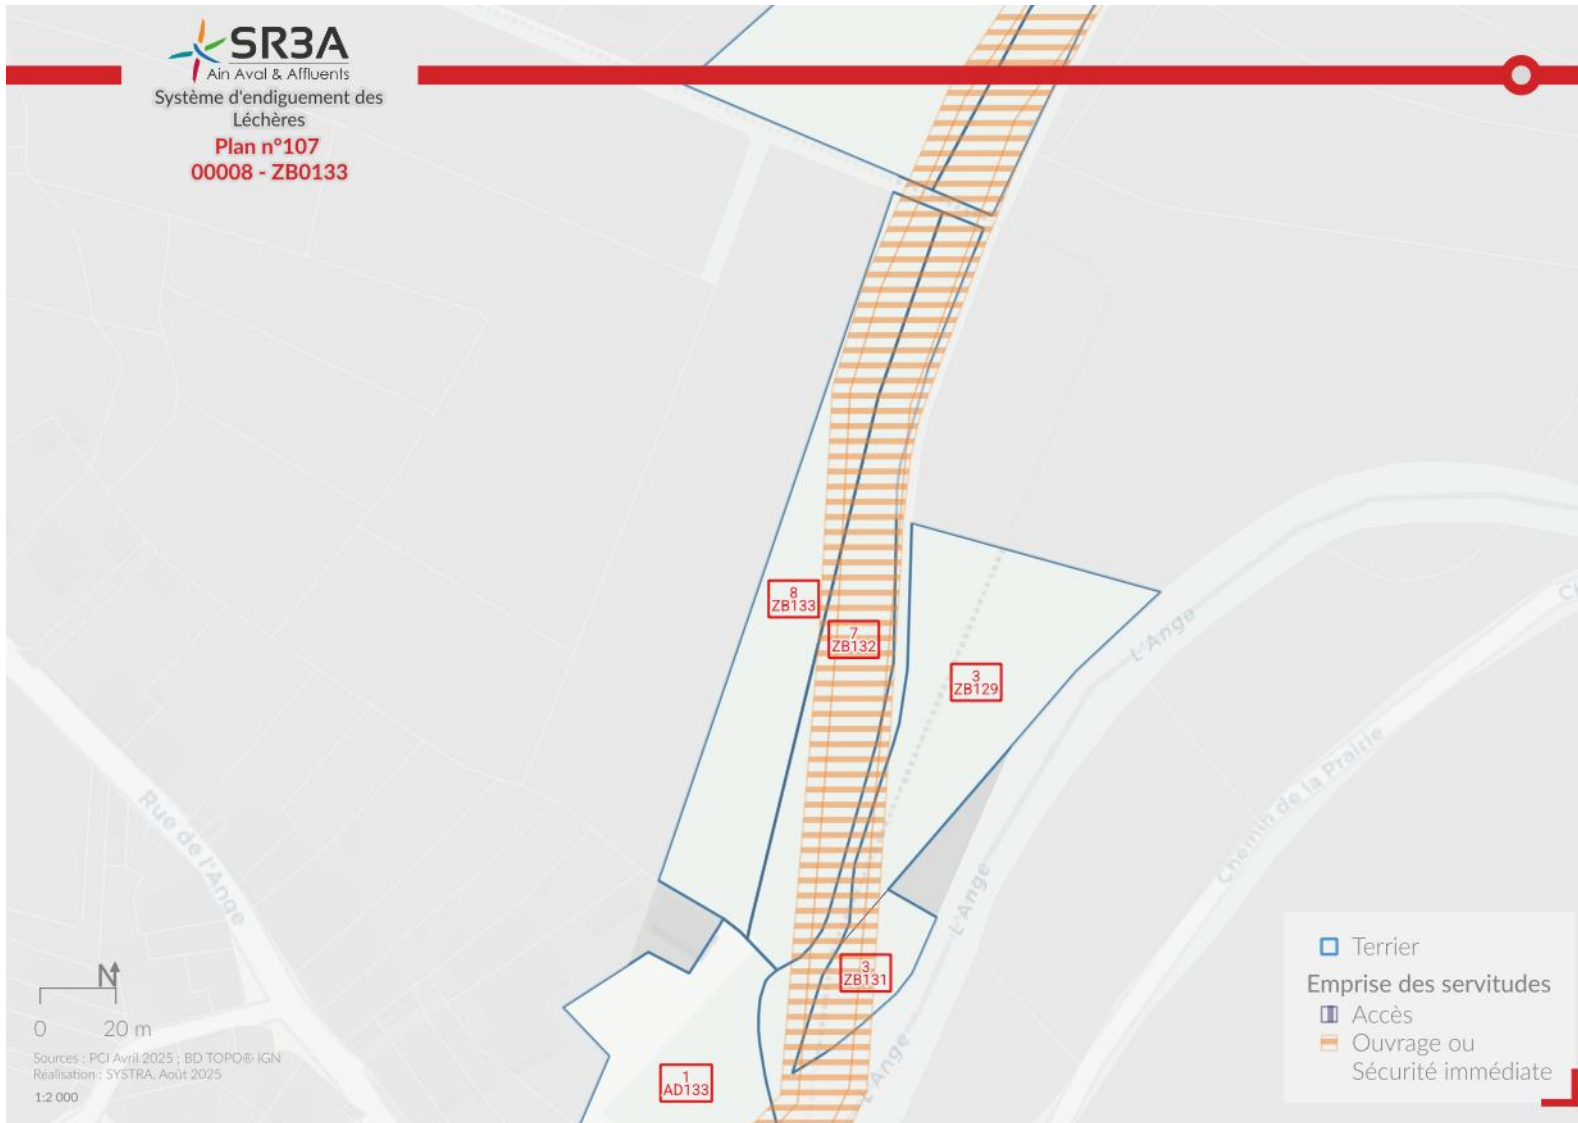 SR3A
Ain Aval & Affluents
Système d'endiguement des
Léchères
Plan n°107
00008 - ZB0133
8
ZB133
7
ZB132
3
ZB129
L'Ange
Chemin de la Prairie
Rue de l'Ange
L'Ange
3
ZB131
L'Ange
1
AD133
N
0 20 m
Sources : PCI Avril 2025 ; BD TOPO® IGN
Réalisation : SYSTRA, Août 2025
1:2 000
Terrier
Emprise des servitudes
Accès
Ouvrage ou
Sécurité immédiate